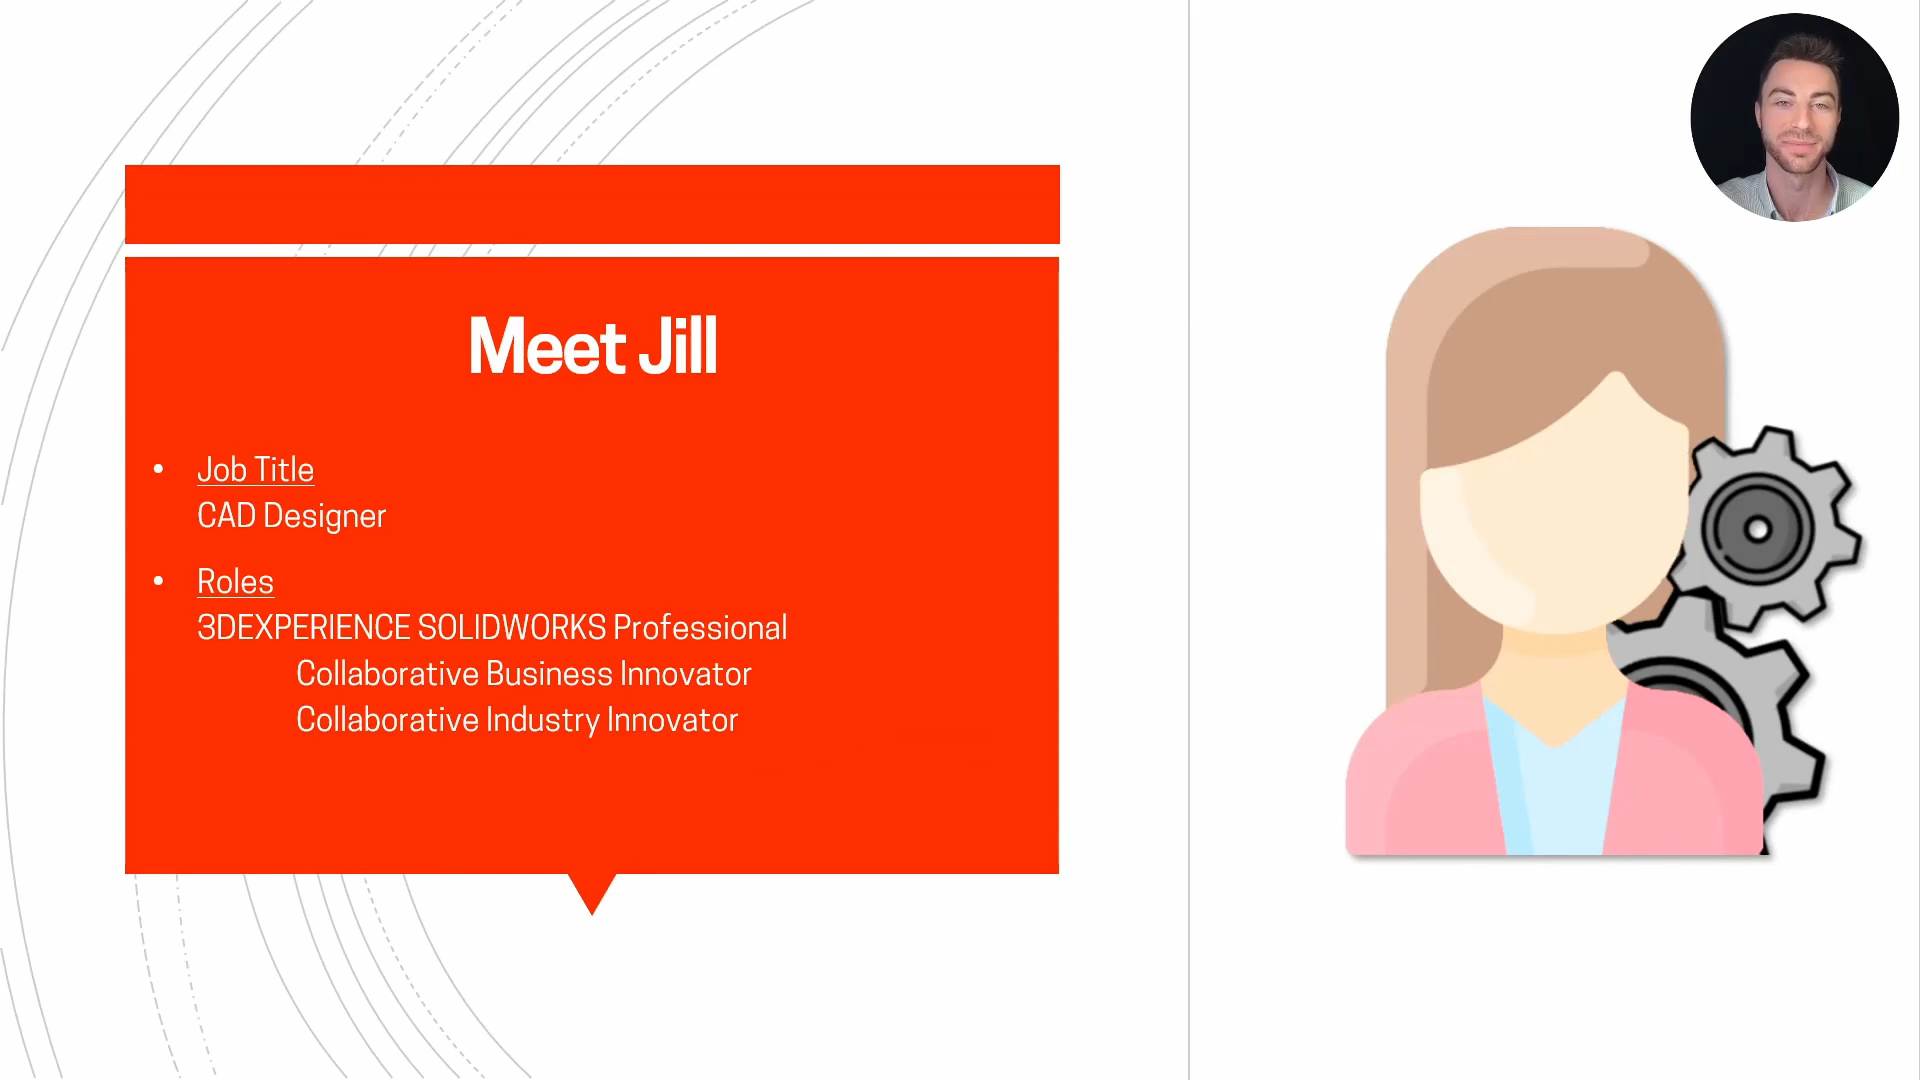 Meet Jill
• Job Title
CAD Designer
• Roles
3DEXPERIENCE SOLIDWORKS Professional
Collaborative Business Innovator
Collaborative Industry Innovator